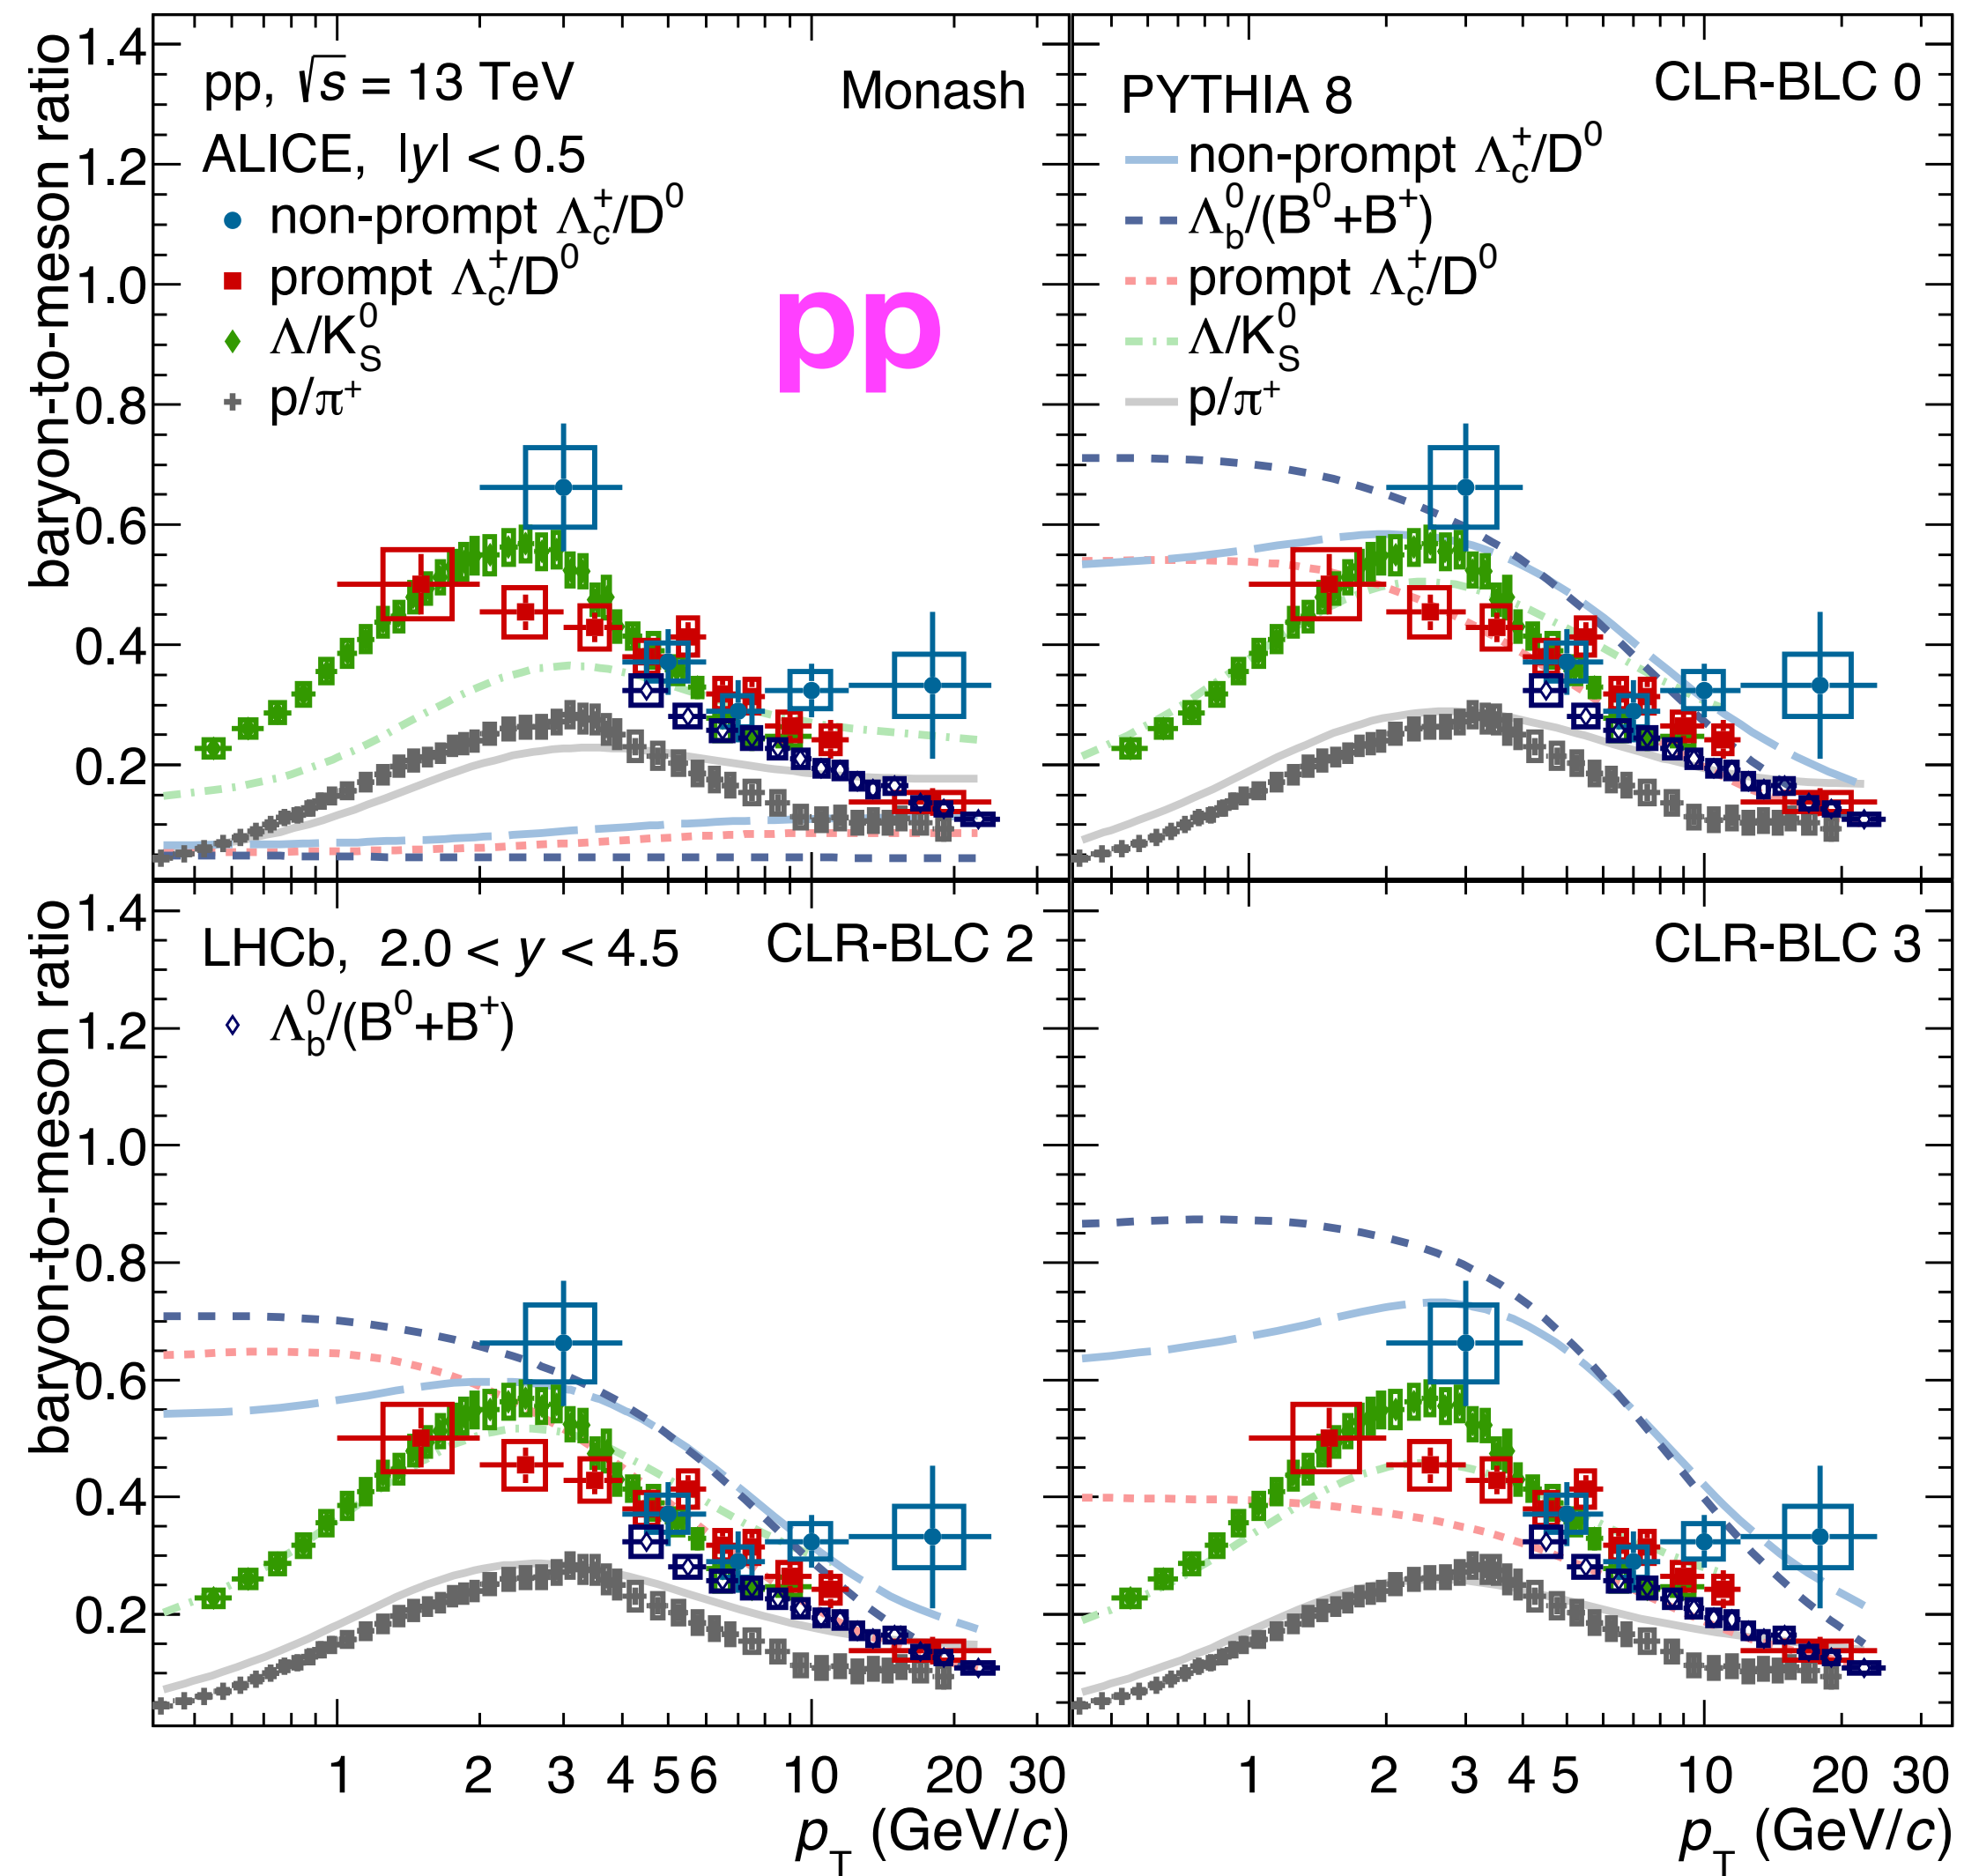 baryon-to-meson ratio
1.4
1.2
1.0
0.8
0.6
0.4
0.2
pp, √s = 13 TeV
Monash
ALICE, |y| < 0.5
non-prompt Λc+/D0
prompt Λc+/D0
Λ/K0S
p/π+
pp
PYTHIA 8
CLR-BLC 0
non-prompt Λc+/D0
Λb0/(B0+B+)
prompt Λc+/D0
Λ/K0S
p/π+
baryon-to-meson ratio
1.4
1.2
1.0
0.8
0.6
0.4
0.2
LHCb, 2.0 < y < 4.5
CLR-BLC 2
Λb0/(B0+B+)
CLR-BLC 3
1 2 3 4 5 6 10 20 30
pT (GeV/c)
1 2 3 4 5 10 20 30
pT (GeV/c)